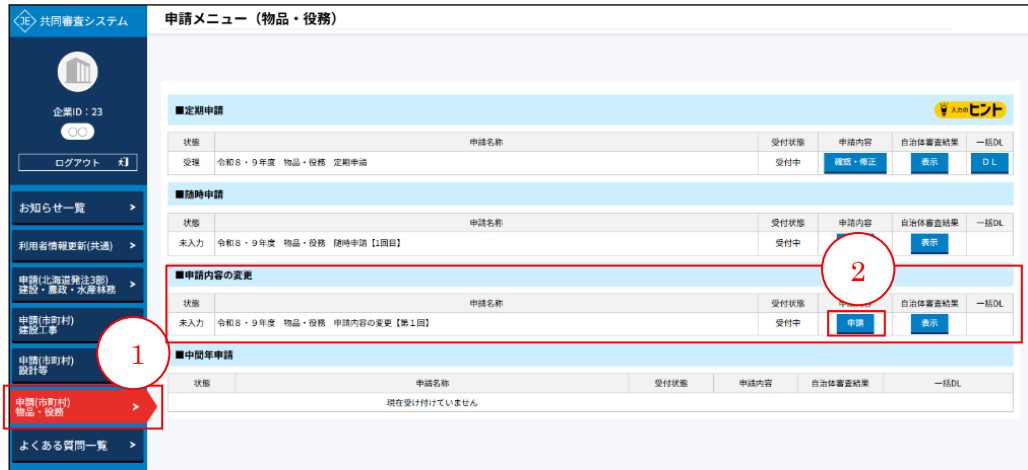 JE 共同審査システム
企業ID：23
〇〇
ログアウト
お知らせ一覧 >
利用者情報更新(共通) >
申請(北海道発注3部)
建設・農政・水産林務 >
申請(市町村)
建設工事
申請(市町村)
設計等
申請(市町村)
物品・役務 >
よくある質問一覧 >
1
申請メニュー（物品・役務）
■定期申請
入力のヒント
状態 申請名称 受付状態 申請内容 自治体審査結果 一括DL
受理 令和８・９年度 物品・役務 定期申請 受付中 確認・修正 表示 ＤＬ
■随時申請
状態 申請名称 受付状態 申請内容 自治体審査結果 一括DL
未入力 令和８・９年度 物品・役務 随時申請【1回目】 受付中 表示
■申請内容の変更
2
状態 申請名称 受付状態 自治体審査結果 一括DL
未入力 令和８・９年度 物品・役務 申請内容の変更【第１回】 受付中 申請 表示
■中間年申請
状態 申請名称 受付状態 申請内容 自治体審査結果 一括DL
現在受け付けていません